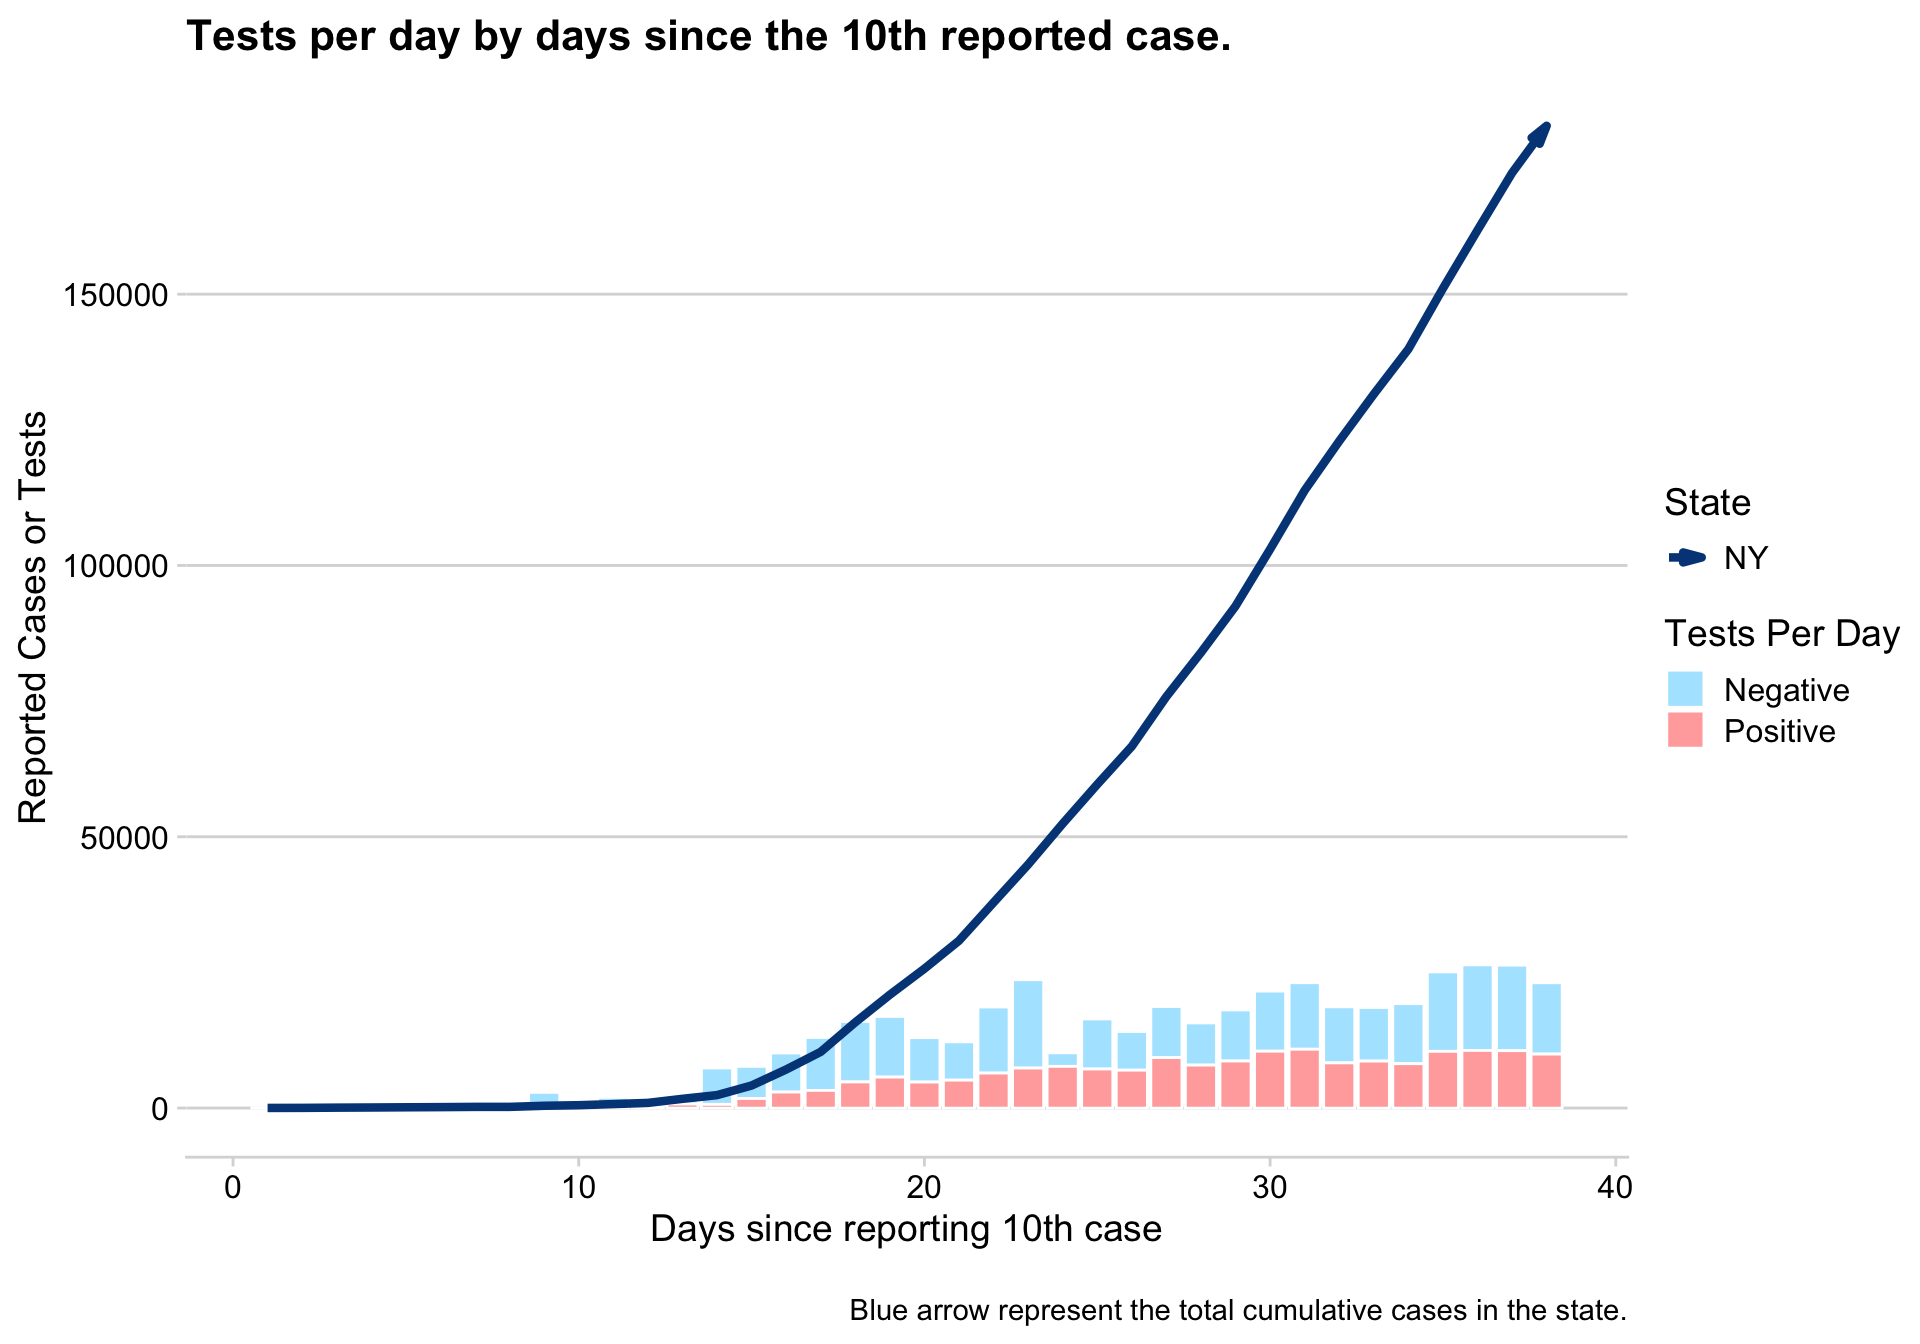 Tests per day by days since the 10th reported case.
Reported Cases or Tests
150000
100000
50000
0
0
10
20
30
40
Days since reporting 10th case
State
NY
Tests Per Day
Negative
Positive
Blue arrow represent the total cumulative cases in the state.